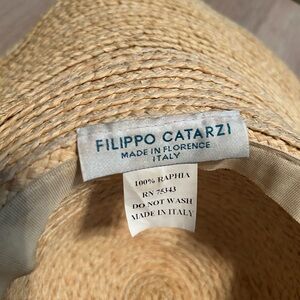 FILIPPO CATARZI
MADE IN FLORENCE
ITALY
100% RAPHIA
RN 75343
DO NOT WASH
MADE IN ITALY